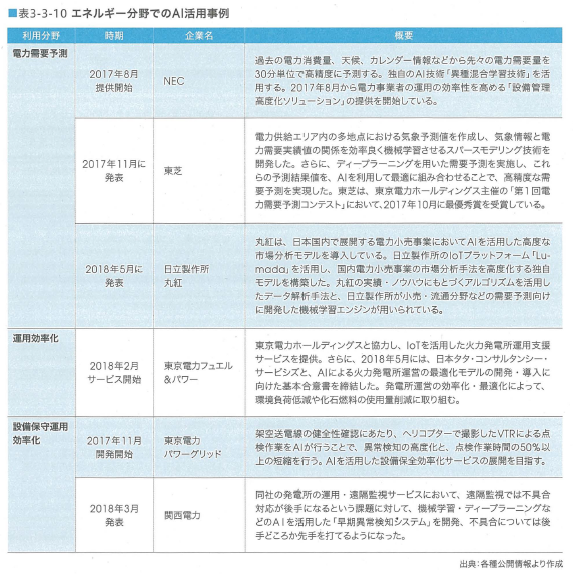 ■表3-3-10 エネルギー分野でのAI活用事例
利用分野 時期 企業名 概要
電力需要予測
2017年8月
提供開始
NEC
過去の電力消費量、天候、カレンダー情報などから先々の電力需要量を
30分単位で高精度に予測する。独自のAI技術「異種混合学習技術」を活
用する。2017年8月から電力事業者の運用の効率性を高める「設備管理
高度化ソリューション」の提供を開始している。
2017年11月に
発表
東芝
電力供給エリア内の多地点における気象予測値を作成し、気象情報と電
力需要実績値の関係を効率良く機械学習させるスパースモデリング技術を
開発した。さらに、ディープラーニングを用いた需要予測を実施し、これ
らの予測結果値を、AIを利用して最適に組み合わせることで、高精度な需
要予測を実現した。東芝は、東京電力ホールディングス主催の「第1回電
力需要予測コンテスト」において、2017年10月に最優秀賞を受賞している。
2018年5月に
発表
日立製作所
丸紅
丸紅は、日本国内で展開する電力小売事業においてAIを活用した高度な
市場分析モデルを導入している。日立製作所のIoTプラットフォーム「Lu-
mada」を活用し、国内電力小売事業の市場分析手法を高度化する独自
モデルを構築した。丸紅の実績・ノウハウにもとづくアルゴリズムを活用
したデータ解析手法と、日立製作所が小売・流通分野などの需要予測向け
に開発した機械学習エンジンが用いられている。
運用効率化
2018年2月
サービス開始
東京電力フュエル
&パワー
東京電力ホールディングスと協力し、IoTを活用した火力発電所運用支援
サービスを提供。さらに、2018年5月には、日本タタ・コンサルタンシー・
サービシズと、AIによる火力発電所運営の最適化モデルの開発・導入に
向けた基本合意書を締結した。発電所運営の効率化・最適化によって、
環境負荷低減や化石燃料の使用量削減に取り組む。
設備保守運用
効率化
2017年11月
開発開始
東京電力
パワーグリッド
架空送電線の健全性確認にあたり、ヘリコプターで撮影したVTRによる点
検作業をAIが行うことで、異常検知の高度化と、点検作業時間の50%以
上の短縮を行う。AIを活用した設備保全効率化サービスの展開を目指す。
2018年3月
発表
関西電力
同社の発電所の運用・遠隔監視サービスにおいて、遠隔監視では不具合
対応が後手になるという課題に対して、機械学習・ディープラーニングな
どのAIを活用した「早期異常検知システム」を開発、不具合については後
手どころか先手を打てるようになった。
出典:各種公開情報より作成